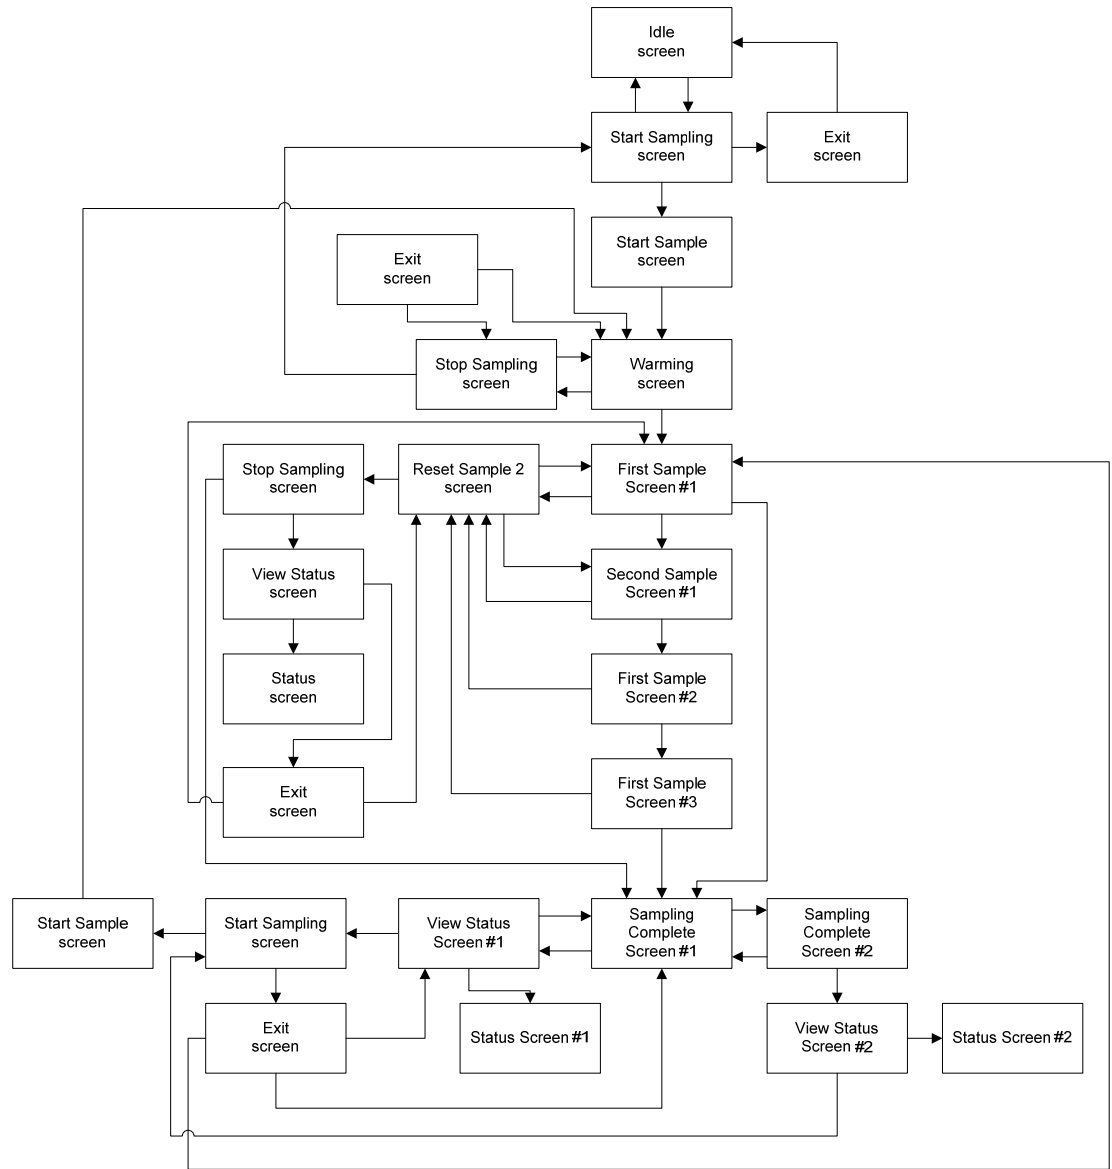 Idle
screen
Start Sampling
screen
Exit
screen
Start Sample
screen
Exit
screen
Stop Sampling
screen
Warming
screen
Stop Sampling
screen
Reset Sample 2
screen
First Sample
Screen #1
View Status
screen
Second Sample
Screen #1
Status
screen
First Sample
Screen #2
Exit
screen
First Sample
Screen #3
Start Sample
screen
Start Sampling
screen
View Status
Screen #1
Sampling
Complete
Screen #1
Sampling
Complete
Screen #2
Exit
screen
Status Screen #1
View Status
Screen #2
Status Screen #2